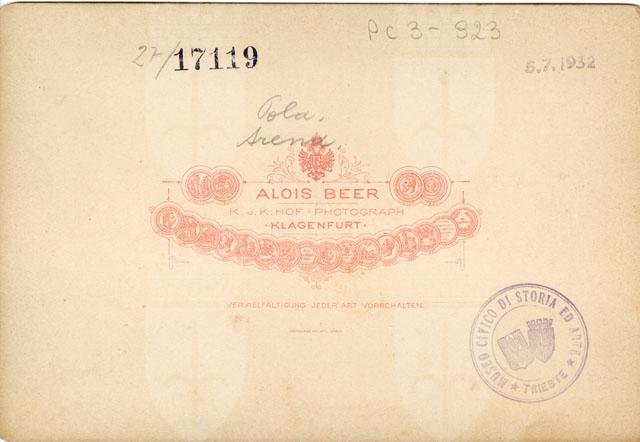 Pc 3 - S23
27/17119
5.7.1932
Pola.
Arena.
ALOIS BEER
K. u. K. HOF-PHOTOGRAPH
·KLAGENFURT·
VERVIELFÄLTIGUNG JEDER ART VORBEHALTEN.
MUSEO CIVICO DI STORIA ED ARTE
★ TRIESTE ★